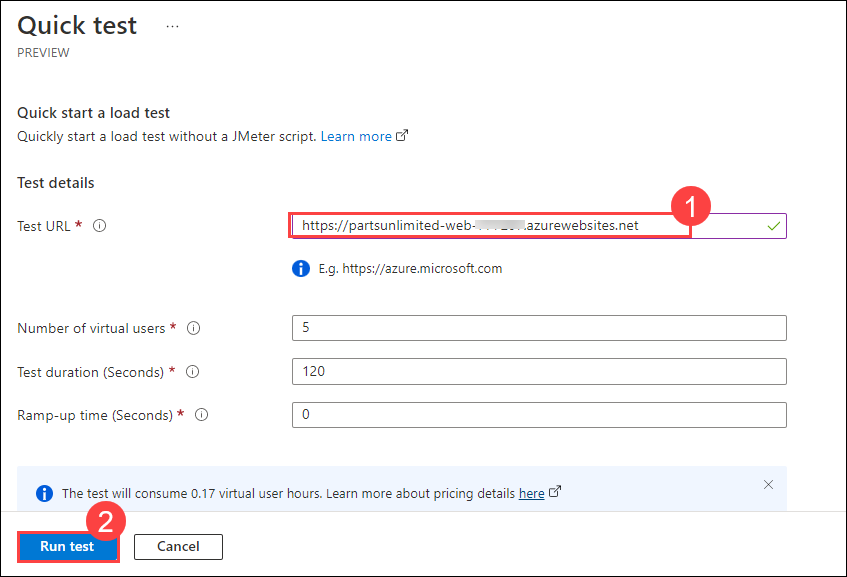 Quick test ...
PREVIEW
Quick start a load test
Quickly start a load test without a JMeter script. Learn more
Test details
Test URL * https://partsunlimited-web- .azurewebsites.net
1
E.g. https://azure.microsoft.com
Number of virtual users * 5
Test duration (Seconds) * 120
Ramp-up time (Seconds) * 0
The test will consume 0.17 virtual user hours. Learn more about pricing details here
2
Run test Cancel